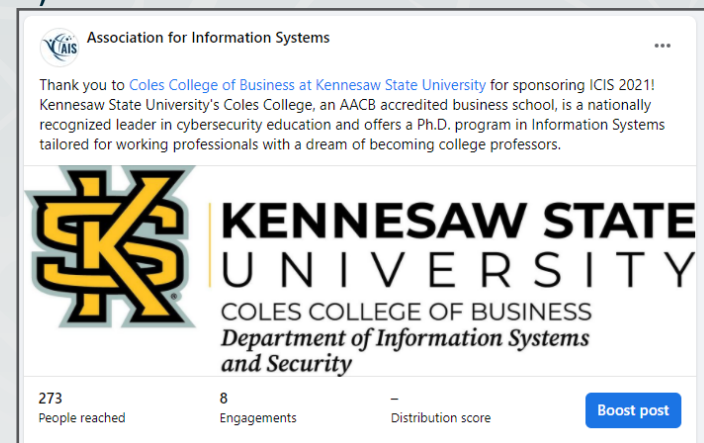 AIS Association for Information Systems
Thank you to Coles College of Business at Kennesaw State University for sponsoring ICIS 2021!
Kennesaw State University's Coles College, an AACB accredited business school, is a nationally
recognized leader in cybersecurity education and offers a Ph.D. program in Information Systems
tailored for working professionals with a dream of becoming college professors.
KS
KENNESAW STATE
UNIVERSITY
COLES COLLEGE OF BUSINESS
Department of Information Systems
and Security
273 8 –
People reached Engagements Distribution score Boost post